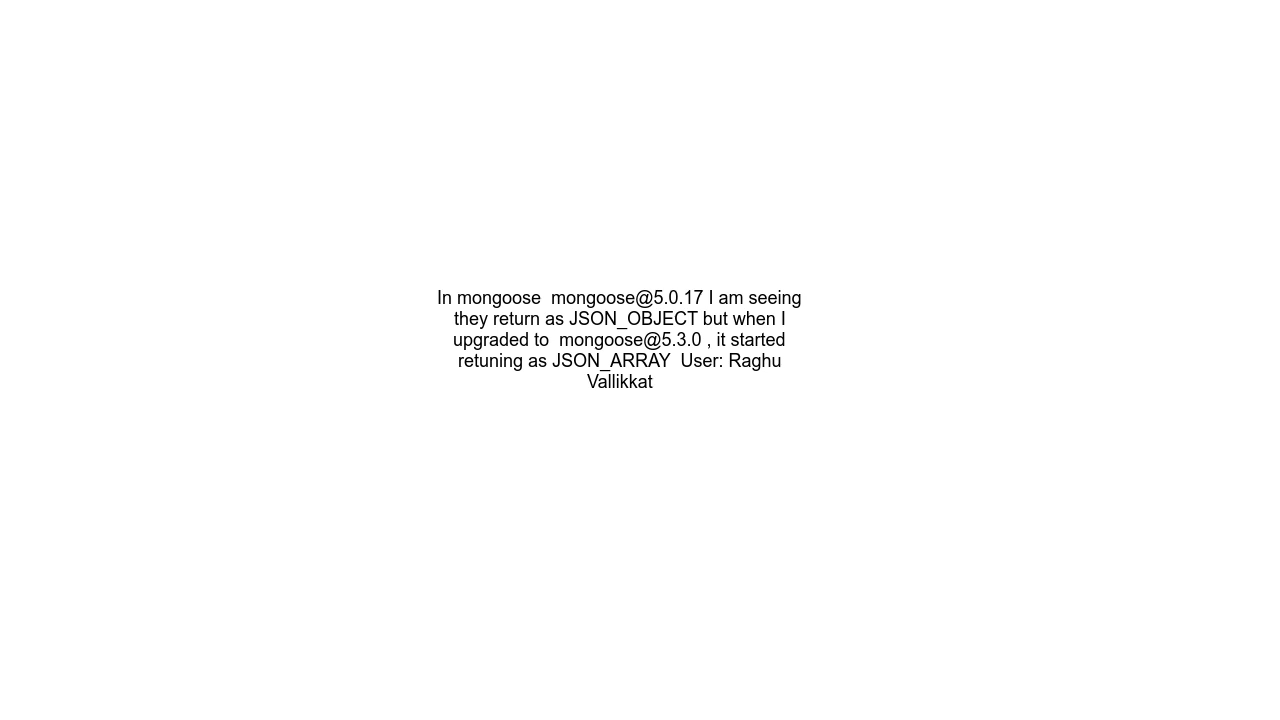 In mongoose  mongoose@5.0.17 I am seeing
they return as JSON_OBJECT but when I
upgraded to  mongoose@5.3.0 , it started
retuning as JSON_ARRAY  User: Raghu
Vallikkat